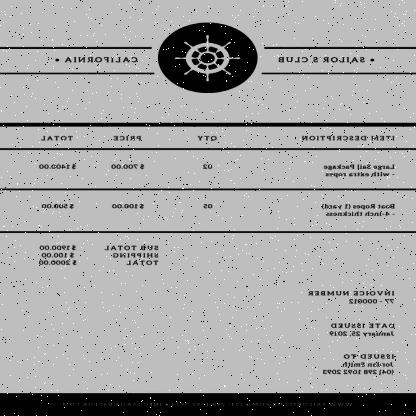 • SAILOR'S CLUB
CALIFORNIA •
ITEM DESCRIPTION QTY PRICE TOTAL
Large Sail Package 02 $ 700.00 $ 1400.00
- with extra ropes
Boat Ropes (1 yard) 05 $ 100.00 $ 500.00
- 4-inch thickness
SUB TOTAL $ 1900.00
SHIPPING $ 100.00
TOTAL $ 2000.00
INVOICE NUMBER
77 - 000012
DATE ISSUED
January 25, 2019
ISSUED TO
Smith,
(04) 298 1092 2093